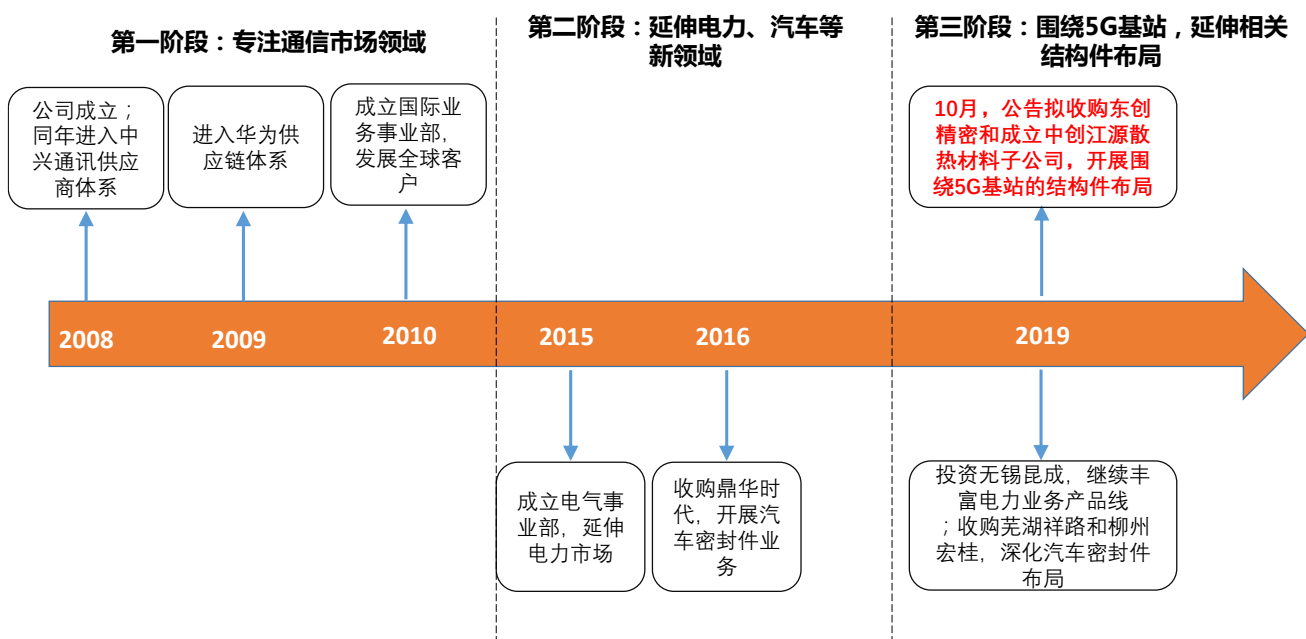 第一阶段：专注通信市场领域
第二阶段：延伸电力、汽车等
新领域
第三阶段：围绕5G基站，延伸相关
结构件布局
公司成立；
同年进入中
兴通讯供应
商体系
进入华为供
应链体系
成立国际业
务事业部，
发展全球客
户
10月，公告拟收购东创
精密和成立中创江源散
热材料子公司，开展围
绕5G基站的结构件布局
2008
2009
2010
2015
2016
2019
成立电气事
业部，延伸
电力市场
收购鼎华时
代，开展汽
车密封件业
务
投资无锡昆成，继续丰
富电力业务产品线
；收购芜湖祥路和柳州
宏桂，深化汽车密封件
布局